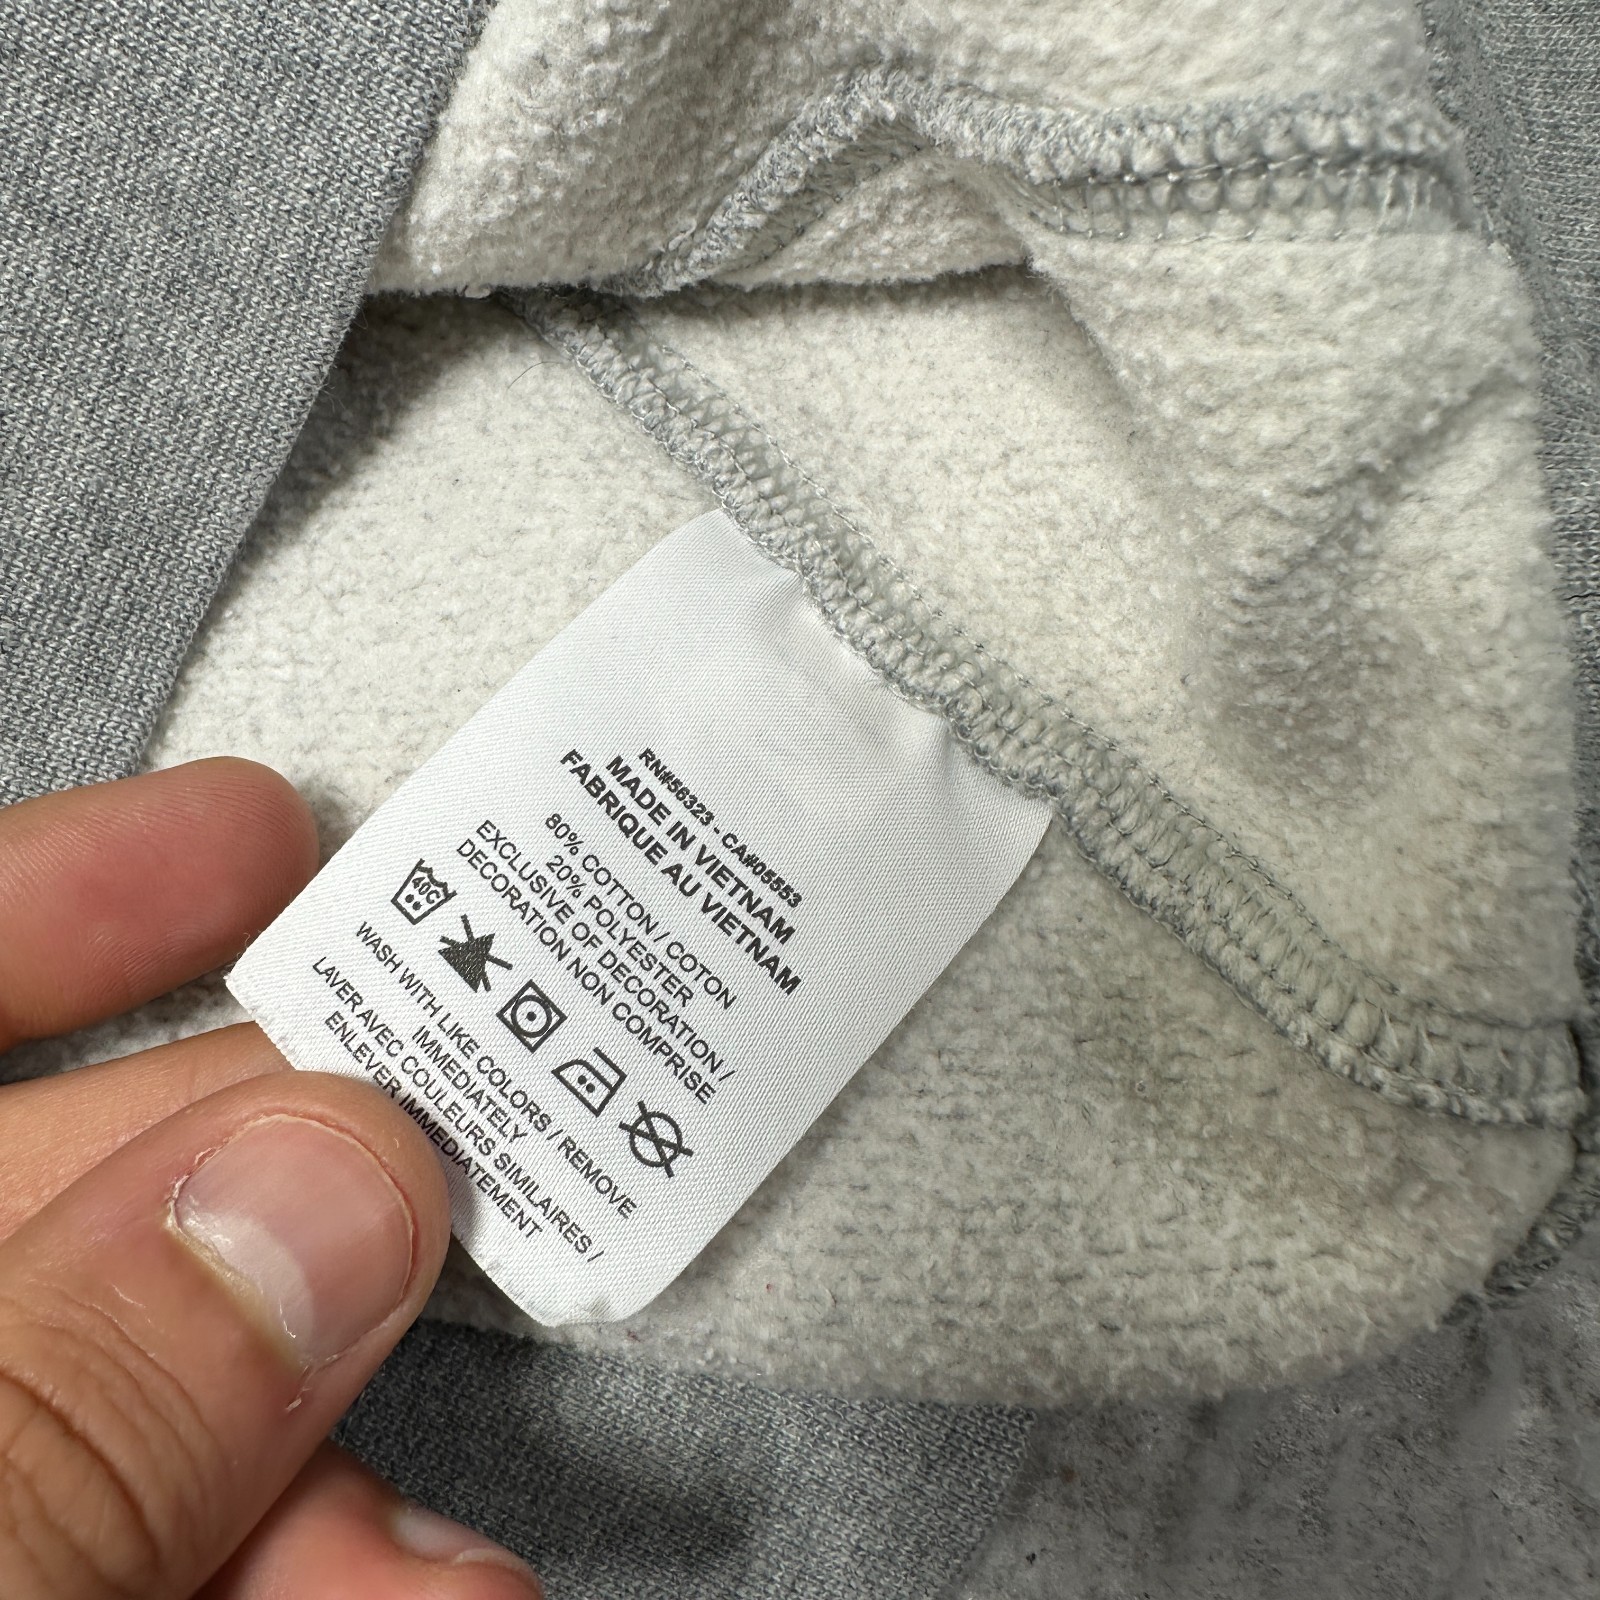 RN#56323 - CA#05553
MADE IN VIETNAM
FABRIQUE AU VIETNAM
80% COTTON / COTON
20% POLYESTER
EXCLUSIVE OF DECORATION /
DECORATION NON COMPRISE
40C
WASH WITH LIKE COLORS / REMOVE
IMMEDIATELY
LAVER AVEC COULEURS SIMILAIRES /
ENLEVER IMMEDIATEMENT